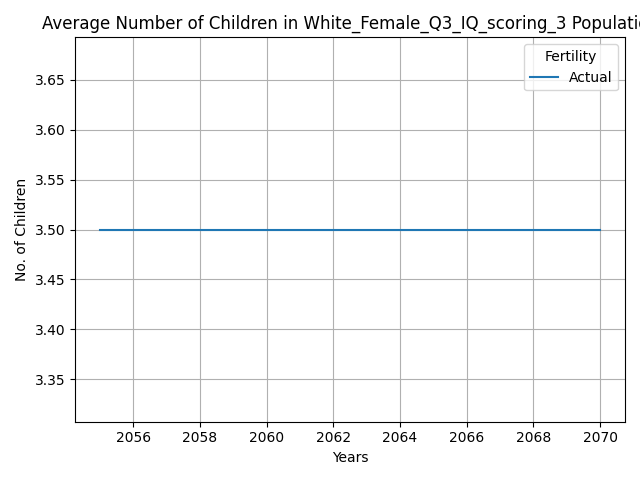 Average Number of Children in White_Female_Q3_IQ_scoring_3 Populati
Fertility
Actual
3.65
3.60
3.55
3.50
3.45
3.40
3.35
No. of Children
2056 2058 2060 2062 2064 2066 2068 2070
Years